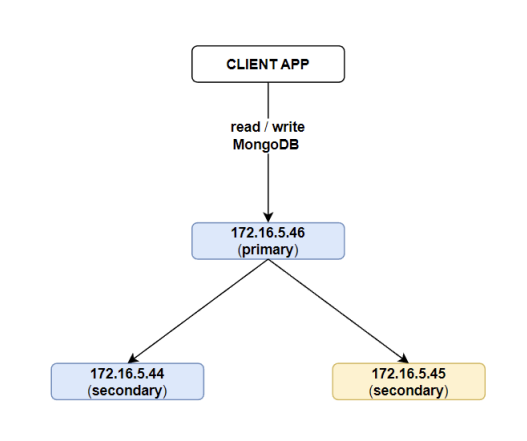 CLIENT APP
read / write
MongoDB
172.16.5.46
(primary)
172.16.5.44
(secondary)
172.16.5.45
(secondary)